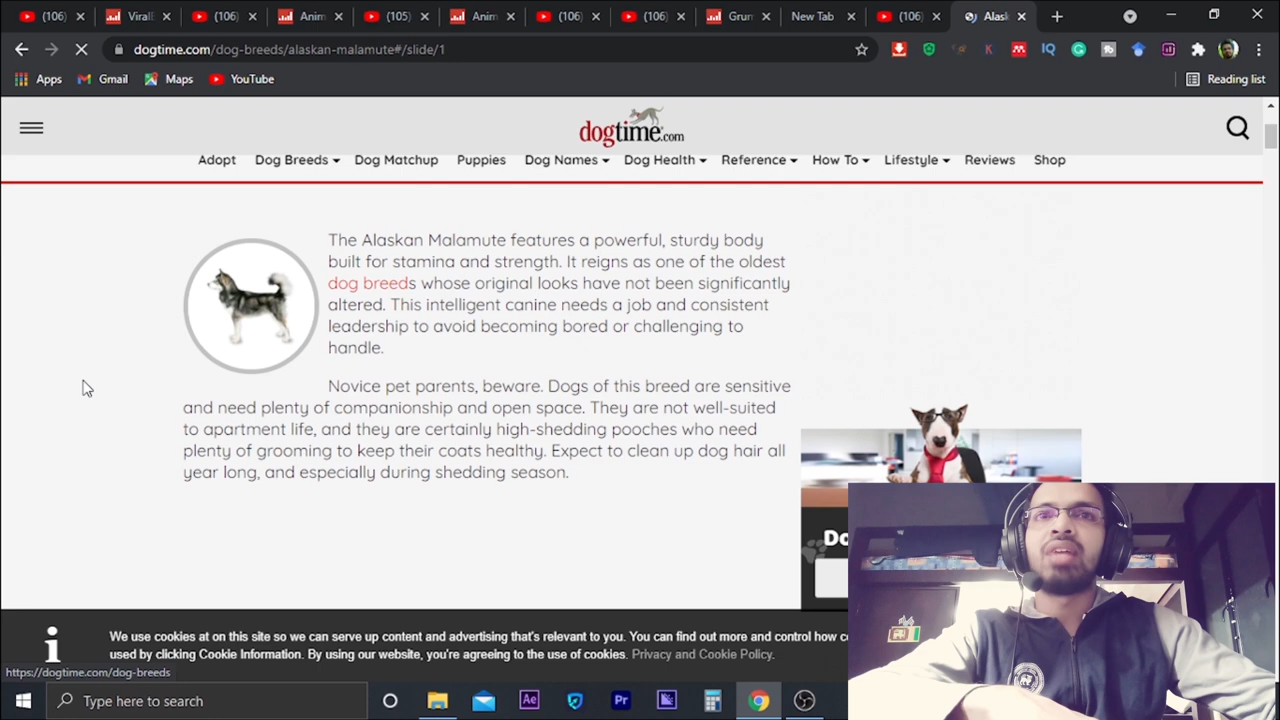 (106)
Viral
(106)
Anim
(105)
Anim
(106)
(106)
Grum
New Tab
(106)
Alask
dogtime.com/dog-breeds/alaskan-malamute#/slide/1
Apps
Gmail
Maps
YouTube
Reading list
dogtime.com
Adopt
Dog Breeds
Dog Matchup
Puppies
Dog Names
Dog Health
Reference
How To
Lifestyle
Reviews
Shop
The Alaskan Malamute features a powerful, sturdy body
built for stamina and strength. It reigns as one of the oldest
dog breeds whose original looks have not been significantly
altered. This intelligent canine needs a job and consistent
leadership to avoid becoming bored or challenging to
handle.
Novice pet parents, beware. Dogs of this breed are sensitive
and need plenty of companionship and open space. They are not well-suited
to apartment life, and they are certainly high-shedding pooches who need
plenty of grooming to keep their coats healthy. Expect to clean up dog hair all
year long, and especially during shedding season.
Do
We use cookies at on this site so we can serve up content and advertising that's relevant to you. You can find out more and control how co
used by clicking Cookie Information. By using our website, you're agreeing to the use of cookies. Privacy and Cookie Policy.
https://dogtime.com/dog-breeds
Type here to search
Ae
Pr